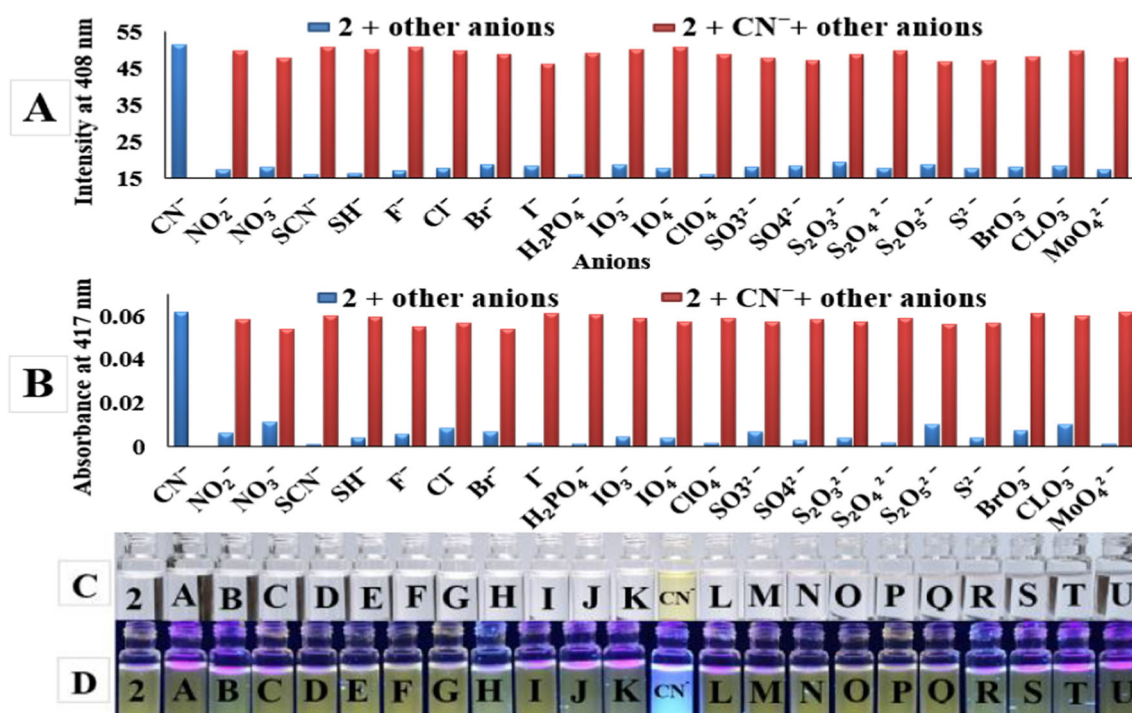 2 + other anions 2 + CN⁻+ other anions
A
Intensity at 408 nm
55
45
35
25
15
CN⁻ NO₂⁻ NO₃⁻ SCN⁻ SH⁻ F⁻ Cl⁻ Br⁻ I⁻ H₂PO₄⁻ IO₃⁻ IO₄⁻ ClO₄⁻ SO3²⁻ SO4²⁻ S₂O₃²⁻ S₂O₄²⁻ S₂O₅²⁻ S²⁻ BrO₃⁻ CLO₃⁻ MoO₄²⁻
Anions
2 + other anions 2 + CN⁻+ other anions
B
Absorbance at 417 nm
0.06
0.04
0.02
0
CN⁻ NO₂⁻ NO₃⁻ SCN⁻ SH⁻ F⁻ Cl⁻ Br⁻ I⁻ H₂PO₄⁻ IO₃⁻ IO₄⁻ ClO₄⁻ SO3²⁻ SO4²⁻ S₂O₃²⁻ S₂O₄²⁻ S₂O₅²⁻ S²⁻ BrO₃⁻ CLO₃⁻ MoO₄²⁻
C
2 A B C D E F G H I J K CN⁻ L M N O P Q R S T U
D
2 A B C D E F G H I J K CN⁻ L M N O P Q R S T U